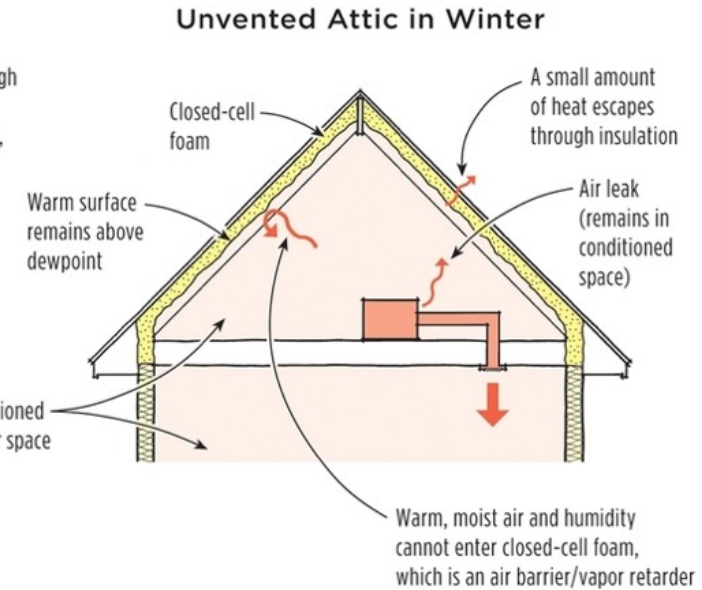 Unvented Attic in Winter
gh
,
Closed-cell
foam
A small amount
of heat escapes
through insulation
Warm surface
remains above
dewpoint
Air leak
(remains in
conditioned
space)
ioned
r space
Warm, moist air and humidity
cannot enter closed-cell foam,
which is an air barrier/vapor retarder